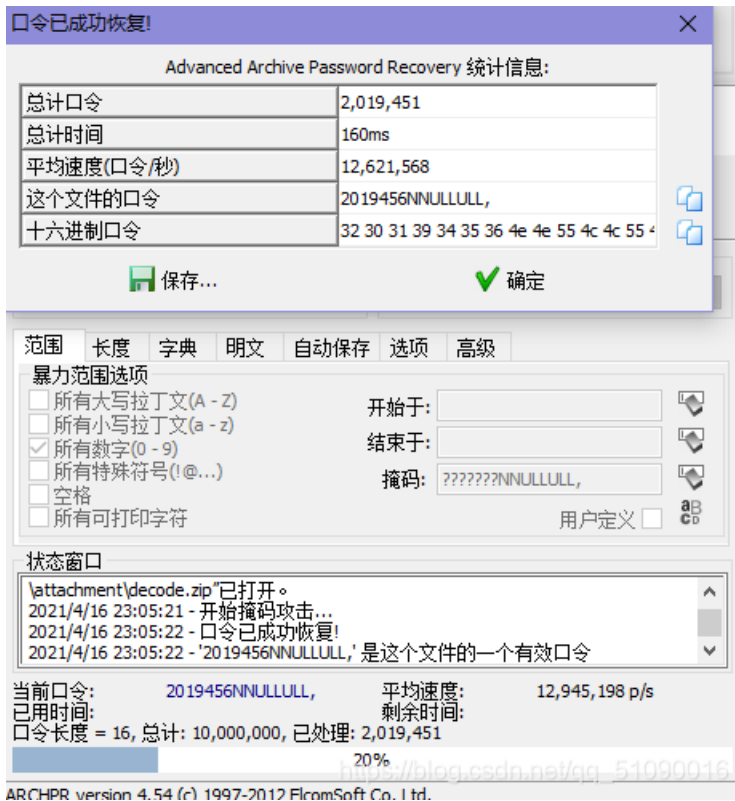 口令已成功恢复!
Advanced Archive Password Recovery 统计信息:
总计口令 2,019,451
总计时间 160ms
平均速度(口令/秒) 12,621,568
这个文件的口令 2019456NNULLULL,
十六进制口令 32 30 31 39 34 35 36 4e 4e 55 4c 4c 55 4
保存... 确定
范围 长度 字典 明文 自动保存 选项 高级
暴力范围选项
所有大写拉丁文(A - Z)
所有小写拉丁文(a - z)
所有数字(0 - 9)
所有特殊符号(!@...)
空格
所有可打印字符
开始于:
结束于:
掩码: ???????NNULLULL,
用户定义
状态窗口
\attachment\decode.zip"已打开。
2021/4/16 23:05:21 - 开始掩码攻击...
2021/4/16 23:05:22 - 口令已成功恢复!
2021/4/16 23:05:22 - '2019456NNULLULL,' 是这个文件的一个有效口令
当前口令: 2019456NNULLULL, 平均速度: 12,945,198 p/s
已用时间: 剩余时间:
口令长度 = 16, 总计: 10,000,000, 已处理: 2,019,451
20%
https://blog.csdn.net/qq_51090016
ARCHPR version 4.54 (c) 1997-2012 ElcomSoft Co. Ltd.